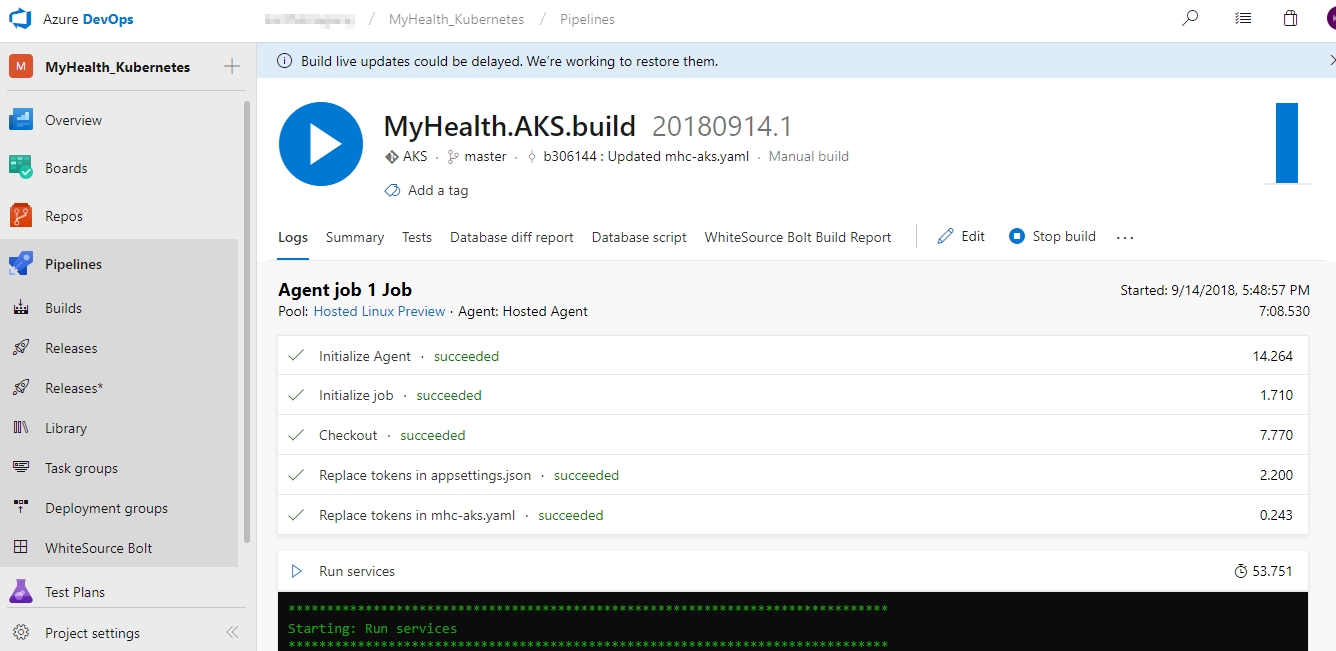 Azure DevOps / MyHealth_Kubernetes / Pipelines
M MyHealth_Kubernetes
Overview
Boards
Repos
Pipelines
Builds
Releases
Releases*
Library
Task groups
Deployment groups
WhiteSource Bolt
Test Plans
Project settings
Build live updates could be delayed. We're working to restore them.
MyHealth.AKS.build 20180914.1
AKS · master · b306144 : Updated mhc-aks.yaml · Manual build
Add a tag
Logs Summary Tests Database diff report Database script WhiteSource Bolt Build Report Edit Stop build ...
Agent job 1 Job Started: 9/14/2018, 5:48:57 PM
Pool: Hosted Linux Preview · Agent: Hosted Agent 7:08.530
Initialize Agent · succeeded 14.264
Initialize job · succeeded 1.710
Checkout · succeeded 7.770
Replace tokens in appsettings.json · succeeded 2.200
Replace tokens in mhc-aks.yaml · succeeded 0.243
Run services 53.751
******************************************************************************
Starting: Run services
******************************************************************************